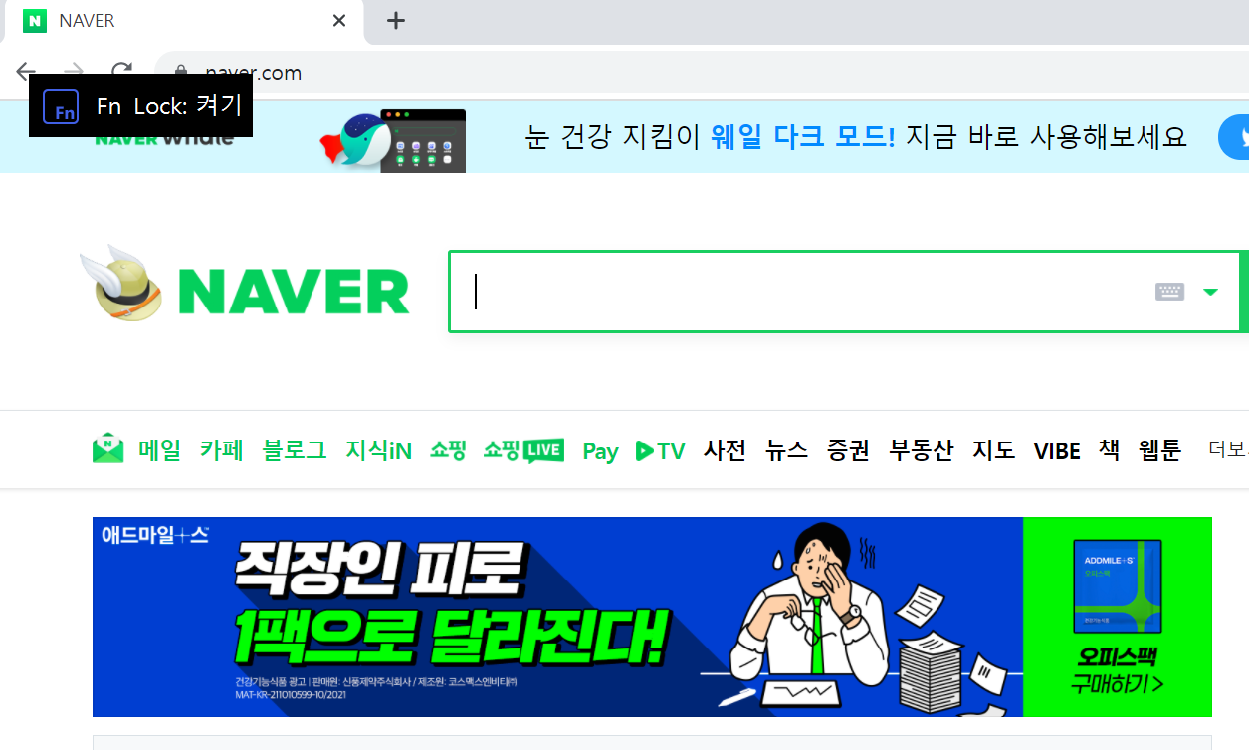 NAVER
naver.com
Fn Fn Lock: 켜기
NAVER whale
눈 건강 지킴이 웨일 다크 모드! 지금 바로 사용해보세요
NAVER
메일 카페 블로그 지식iN 쇼핑 쇼핑LIVE Pay TV 사전 뉴스 증권 부동산 지도 VIBE 책 웹툰 더보
애드마일+스
직장인 피로
1팩으로 달라진다!
건강기능식품 광고 | 판매원: 신풍제약주식회사 / 제조원: 코스맥스엔비티㈜
MAT-KR-211010599-10/2021
ADDMILE+S
오피스팩
건강기능식품
오피스팩
구매하기 >